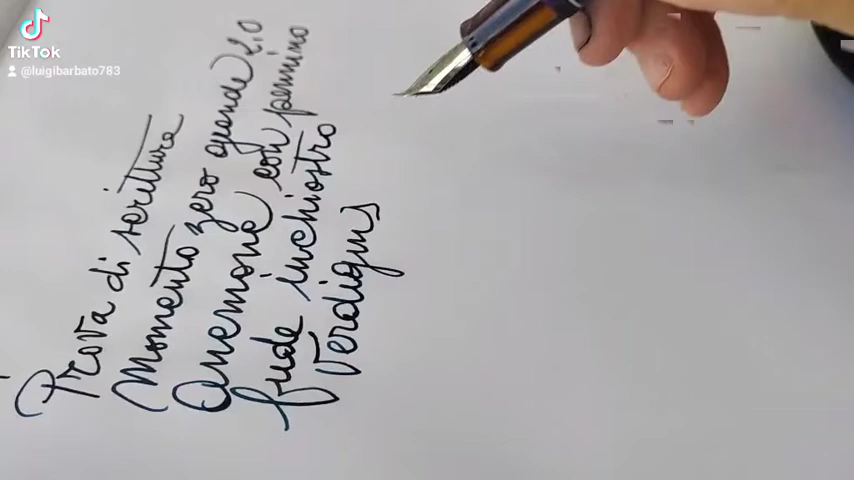 TikTok
@luigibarbato783
Prova di scrittura
Momento zero grande 2.0
Anemone con pennino
fude inchiostro
Verdigris